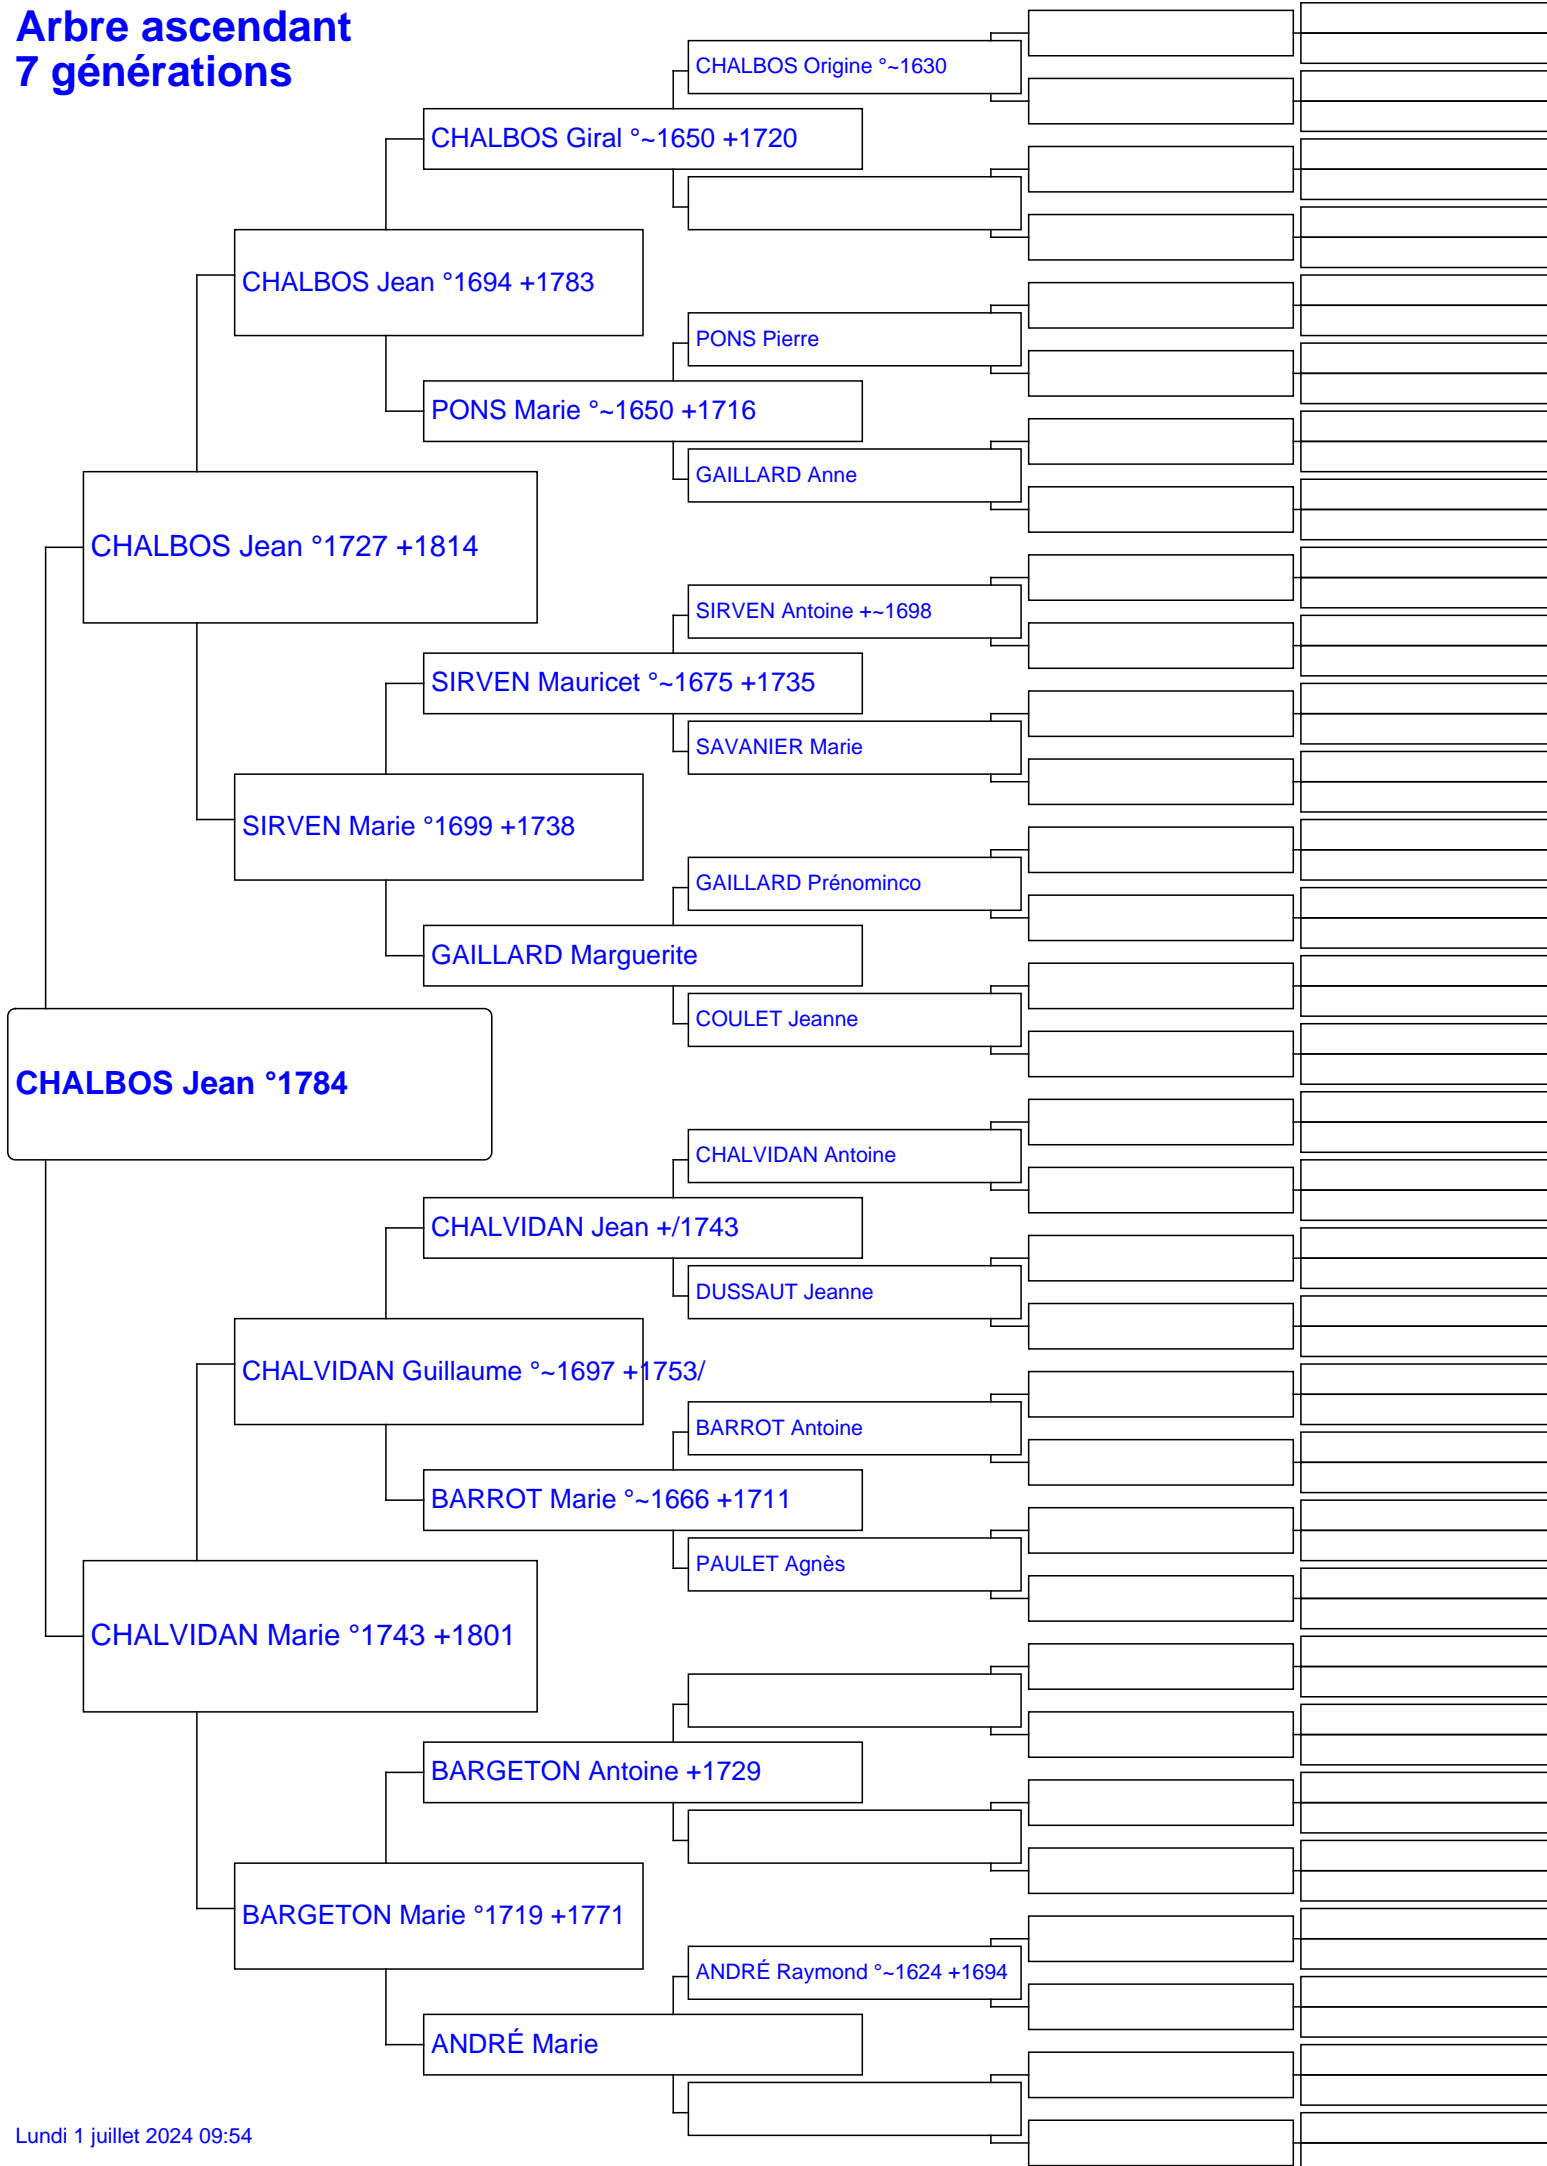 Arbre ascendant
7 générations
CHALBOS Origine °~1630
CHALBOS Giral °~1650 +1720
CHALBOS Jean °1694 +1783
PONS Pierre
PONS Marie °~1650 +1716
GAILLARD Anne
CHALBOS Jean °1727 +1814
SIRVEN Antoine +~1698
SIRVEN Mauricet °~1675 +1735
SAVANIER Marie
SIRVEN Marie °1699 +1738
GAILLARD Prénominco
GAILLARD Marguerite
COULET Jeanne
CHALBOS Jean °1784
CHALVIDAN Antoine
CHALVIDAN Jean +/1743
DUSSAUT Jeanne
CHALVIDAN Guillaume °~1697 +1753/
BARROT Antoine
BARROT Marie °~1666 +1711
PAULET Agnès
CHALVIDAN Marie °1743 +1801
BARGETON Antoine +1729
BARGETON Marie °1719 +1771
ANDRÉ Raymond °~1624 +1694
ANDRÉ Marie
Lundi 1 juillet 2024 09:54